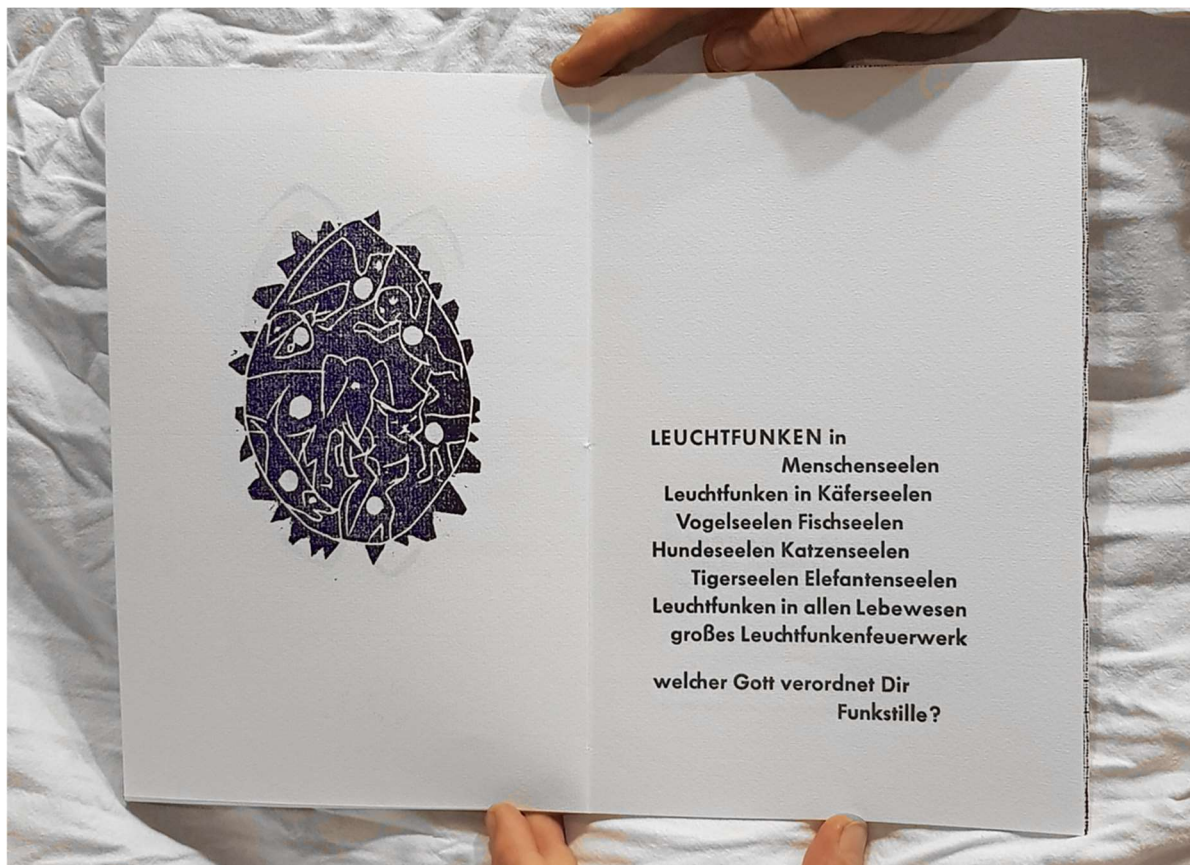 LEUCHTFUNKEN in
Menschenseelen
Leuchtfunken in Käferseelen
Vogelseelen Fischseelen
Hundeseelen Katzenseelen
Tigerseelen Elefantenseelen
Leuchtfunken in allen Lebewesen
großes Leuchtfunkenfeuerwerk
welcher Gott verordnet Dir
Funkstille?